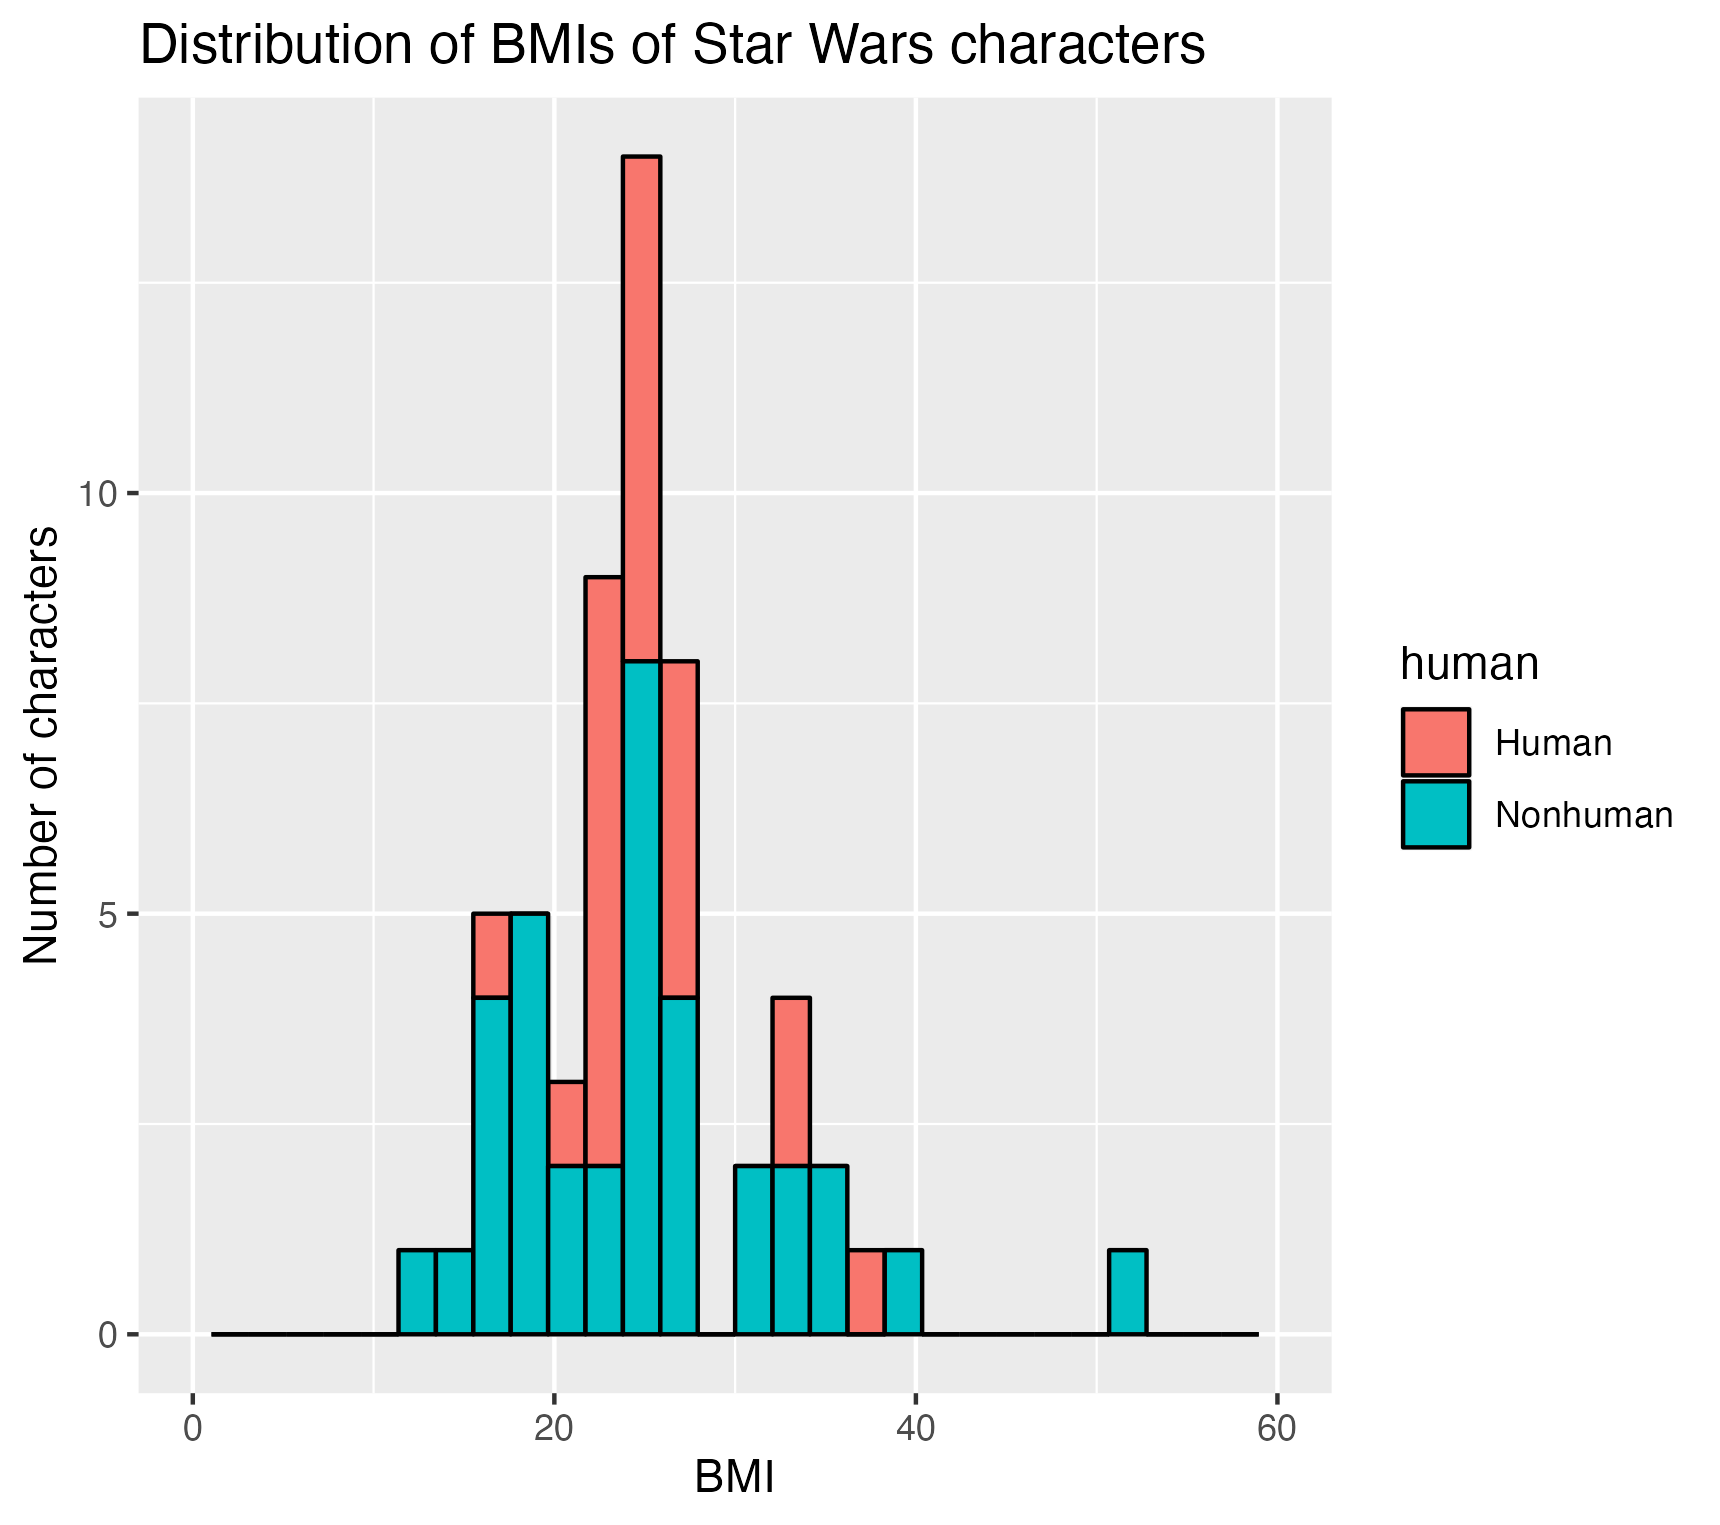 Distribution of BMIs of Star Wars characters
Number of characters
10
5
0
0 20 40 60
BMI
human
Human
Nonhuman